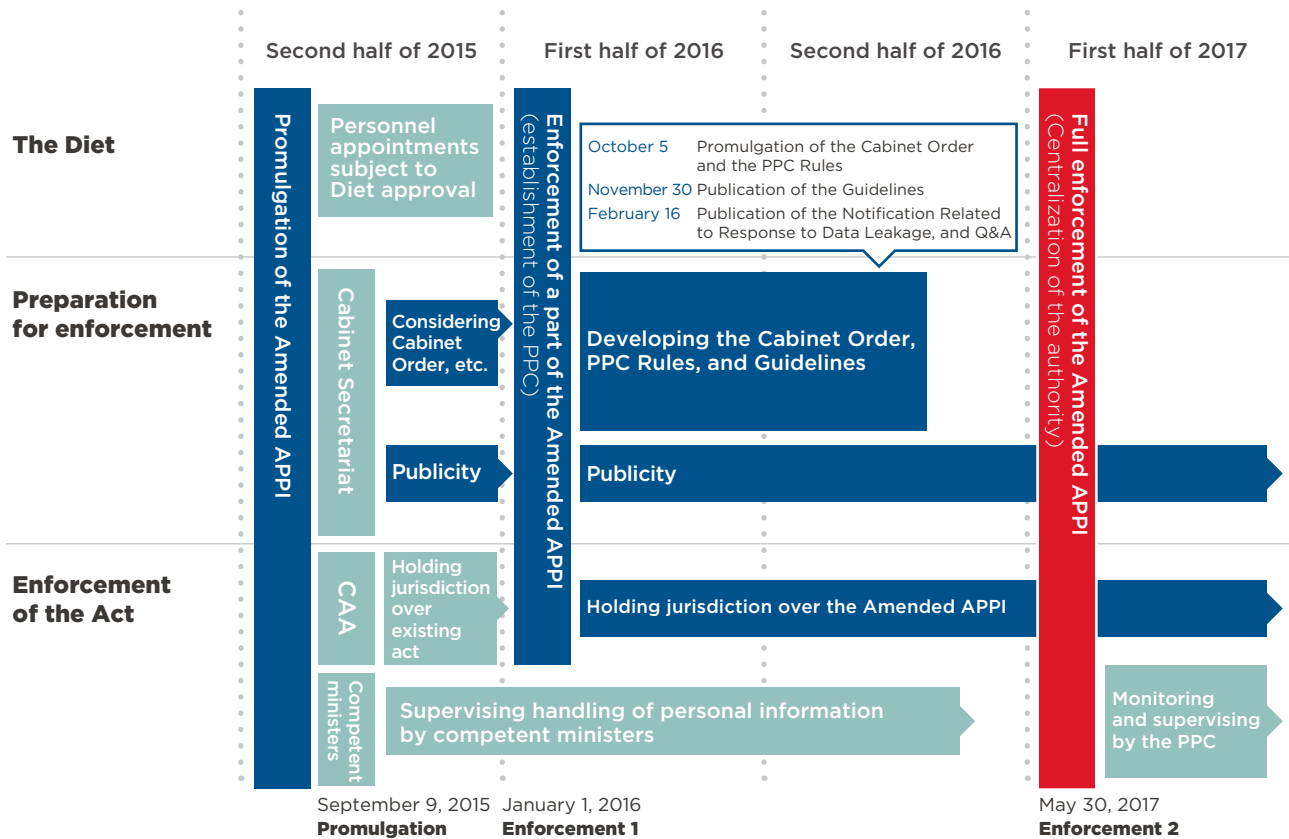 Second half of 2015
First half of 2016
Second half of 2016
First half of 2017
The Diet
Promulgation of the Amended APPI
Personnel
appointments
subject to
Diet approval
Enforcement of a part of the Amended APPI
(establishment of the PPC)
October 5 Promulgation of the Cabinet Order
and the PPC Rules
November 30 Publication of the Guidelines
February 16 Publication of the Notification Related
to Response to Data Leakage, and Q&A
Full enforcement of the Amended APPI
(Centralization of the authority)
Preparation
for enforcement
Cabinet Secretariat
Considering
Cabinet
Order, etc.
Developing the Cabinet Order,
PPC Rules, and Guidelines
Publicity
Publicity
Enforcement
of the Act
CAA
Holding
jurisdiction
over
existing
act
Holding jurisdiction over the Amended APPI
Competent
ministers
Supervising handling of personal information
by competent ministers
Monitoring
and supervising
by the PPC
September 9, 2015
Promulgation
January 1, 2016
Enforcement 1
May 30, 2017
Enforcement 2